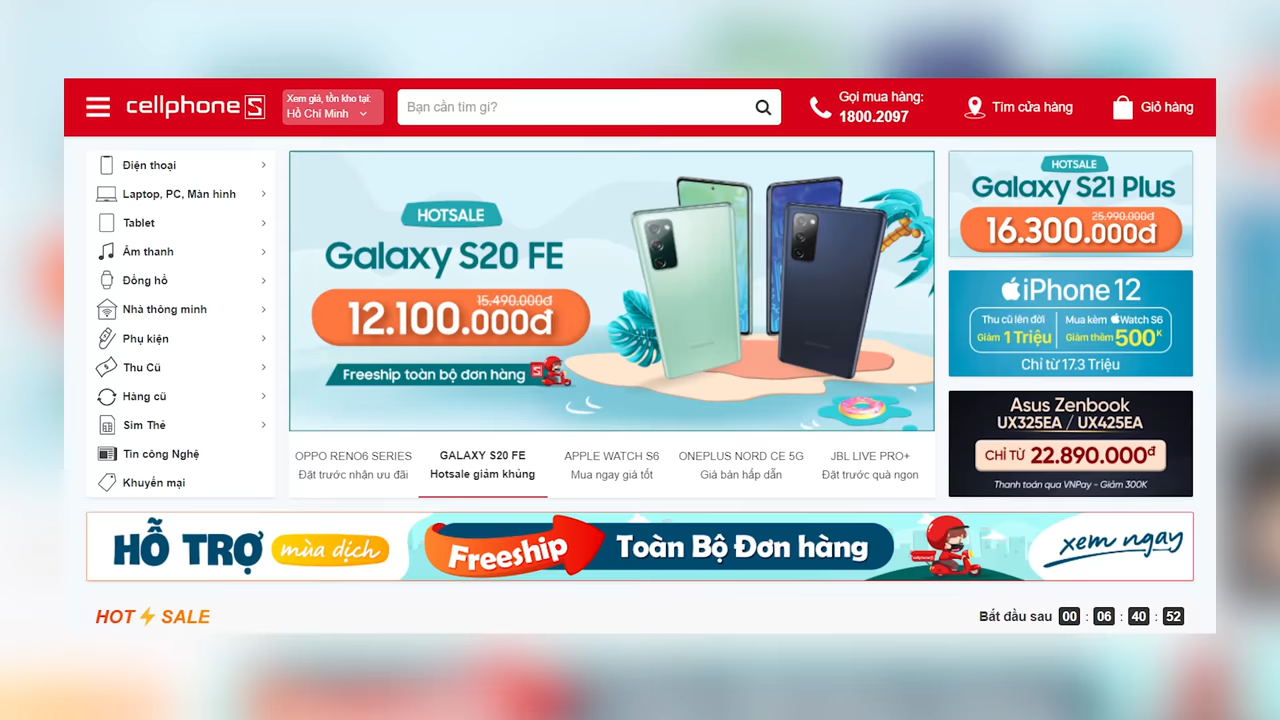 cellphoneS
Xem giá, tồn kho tại:
Hồ Chí Minh
Bạn cần tìm gì?
Gọi mua hàng:
1800.2097
Tìm cửa hàng
Giỏ hàng
Điện thoại
Laptop, PC, Màn hình
Tablet
Âm thanh
Đồng hồ
Nhà thông minh
Phụ kiện
Thu Cũ
Hàng cũ
Sim Thẻ
Tin công Nghệ
Khuyến mại
HOTSALE
Galaxy S20 FE
15.490.000đ
12.100.000đ
Freeship toàn bộ đơn hàng
OPPO RENO6 SERIES
Đặt trước nhận ưu đãi
GALAXY S20 FE
Hotsale giảm khủng
APPLE WATCH S6
Mua ngay giá tốt
ONEPLUS NORD CE 5G
Giá bán hấp dẫn
JBL LIVE PRO+
Đặt trước quà ngon
HOTSALE
Galaxy S21 Plus
25.990.000đ
16.300.000đ
iPhone 12
Thu cũ lên đời
Giảm 1 Triệu
Mua kèm Watch S6
Giảm thêm 500K
Chỉ từ 17.3 Triệu
Asus Zenbook
UX325EA / UX425EA
CHỈ TỪ 22.890.000đ
Thanh toán qua VNPay - Giảm 300K
HỖ TRỢ mùa dịch Freeship Toàn Bộ Đơn hàng xem ngay
HOT SALE
Bắt đầu sau 00 : 06 : 40 : 52